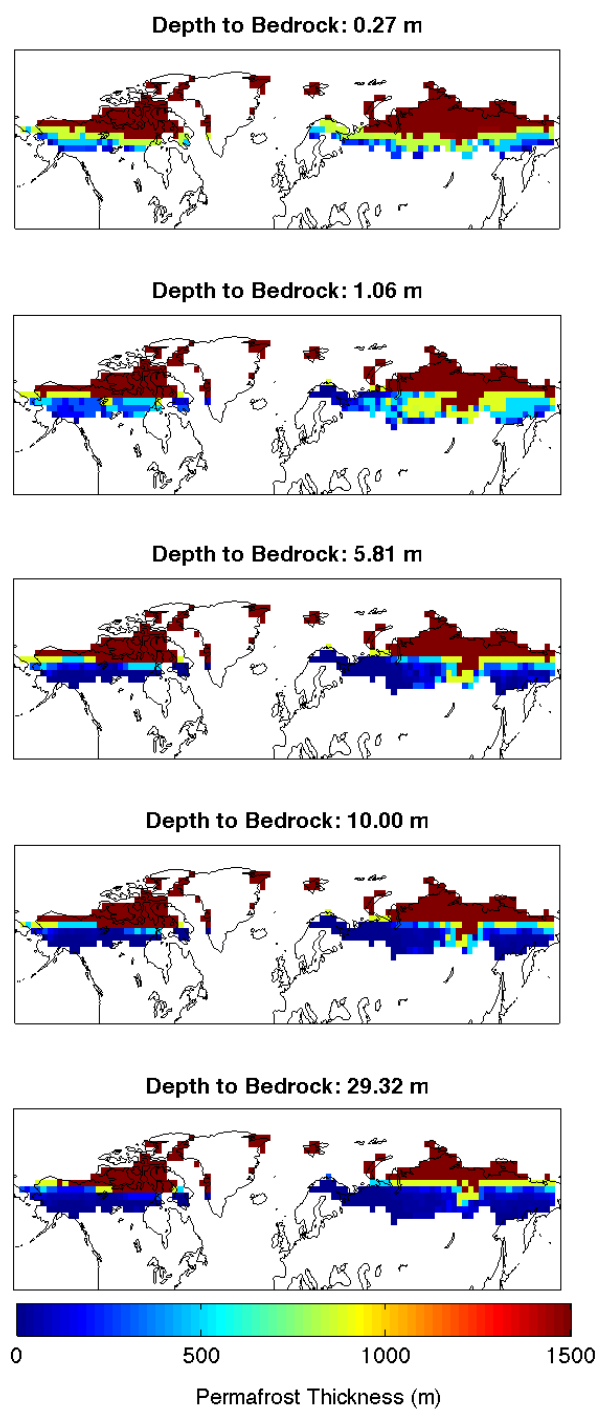 Depth to Bedrock: 0.27 m
Depth to Bedrock: 1.06 m
Depth to Bedrock: 5.81 m
Depth to Bedrock: 10.00 m
Depth to Bedrock: 29.32 m
0 500 1000 1500
Permafrost Thickness (m)